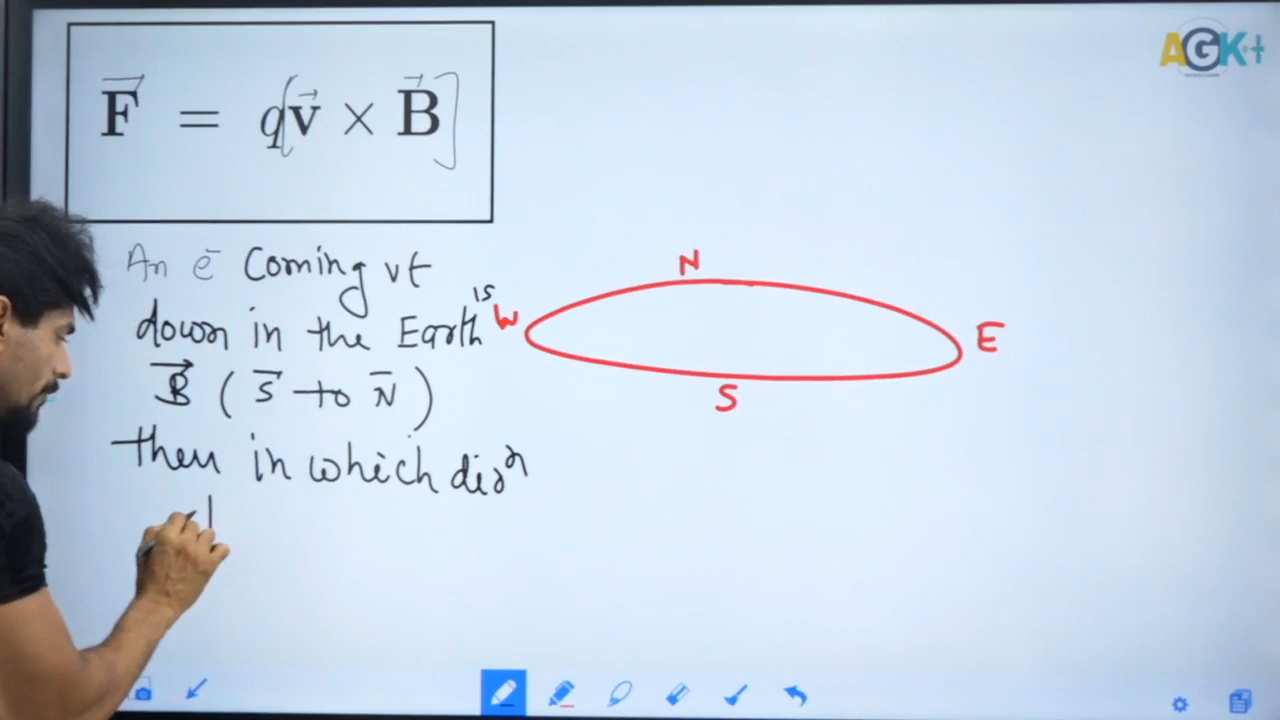 F = q[v × B]
An e⁻ Coming vt
down in the Earth is
B ( S to N )
then in which dirn
N
W
E
S
AGK